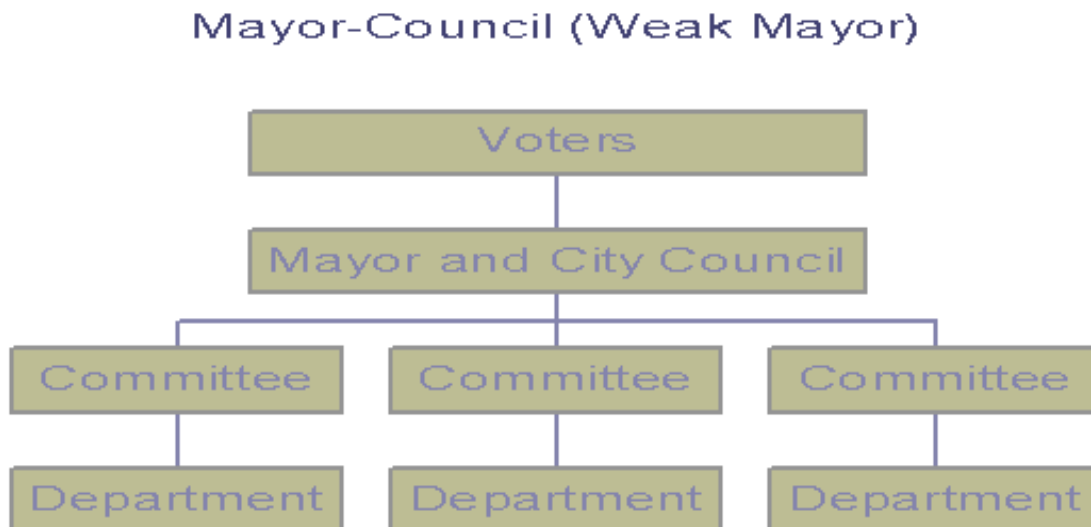 Mayor-Council (Weak Mayor)
Voters
Mayor and City Council
Committee Committee Committee
Department Department Department